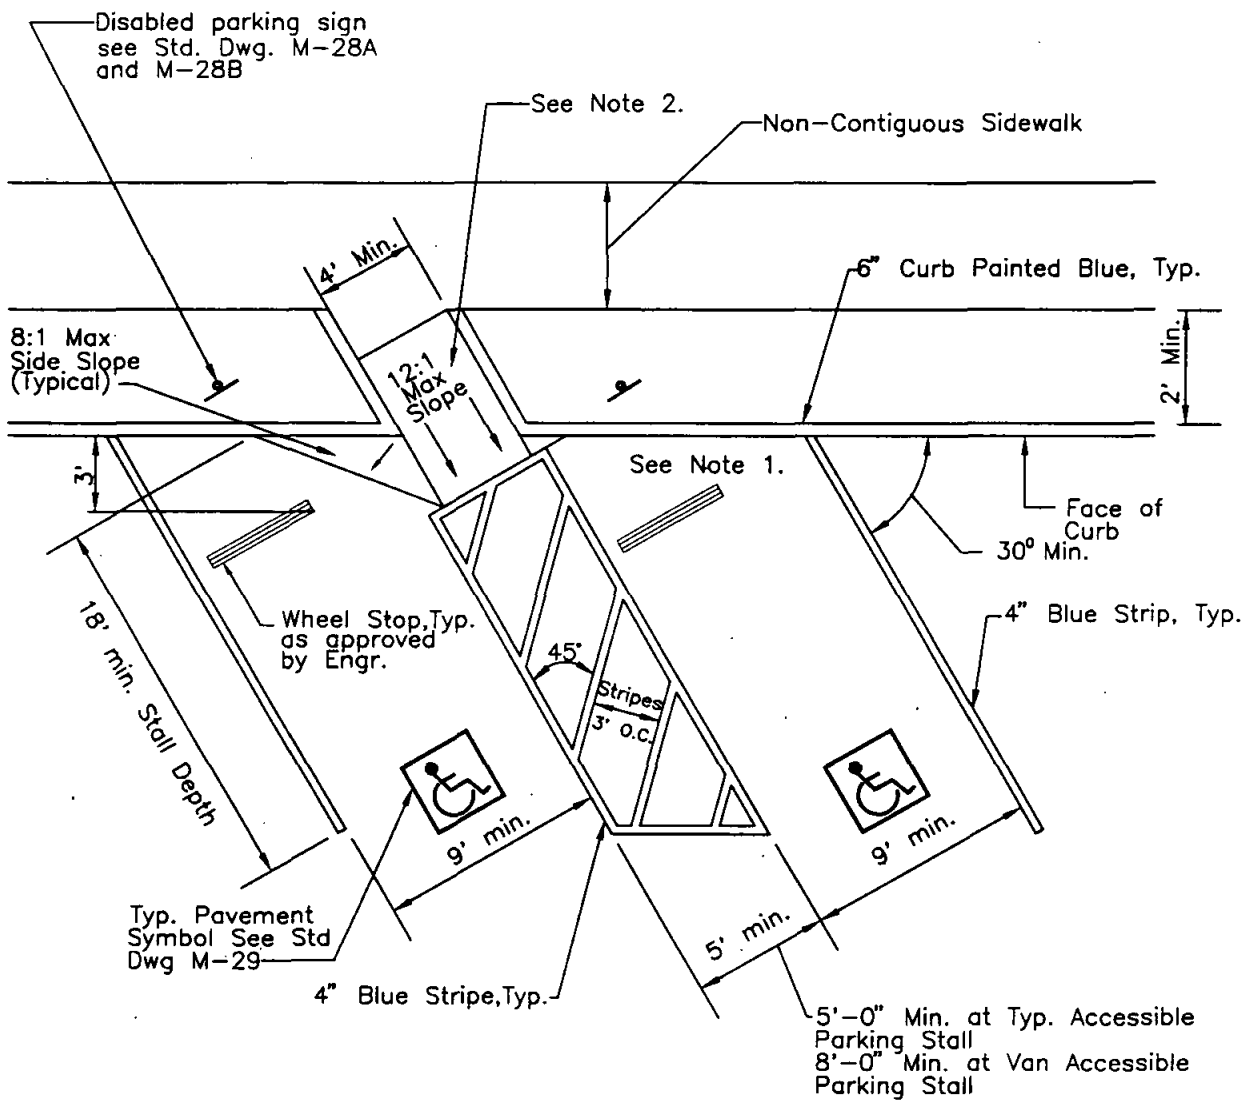 Disabled parking sign
see Std. Dwg. M-28A
and M-28B
See Note 2.
Non-Contiguous Sidewalk
4' Min.
6" Curb Painted Blue, Typ.
8:1 Max
Side Slope
(Typical)
12:1
Max
Slope
2' Min.
3'
See Note 1.
Face of
Curb
30° Min.
Wheel Stop,Typ.
as approved
by Engr.
4" Blue Strip, Typ.
18' min. Stall Depth
45°
Stripes
3' O.C.
9' min.
9' min.
Typ. Pavement
Symbol See Std
Dwg M-29
5' min.
4" Blue Stripe,Typ.
5'-0" Min. at Typ. Accessible
Parking Stall
8'-0" Min. at Van Accessible
Parking Stall